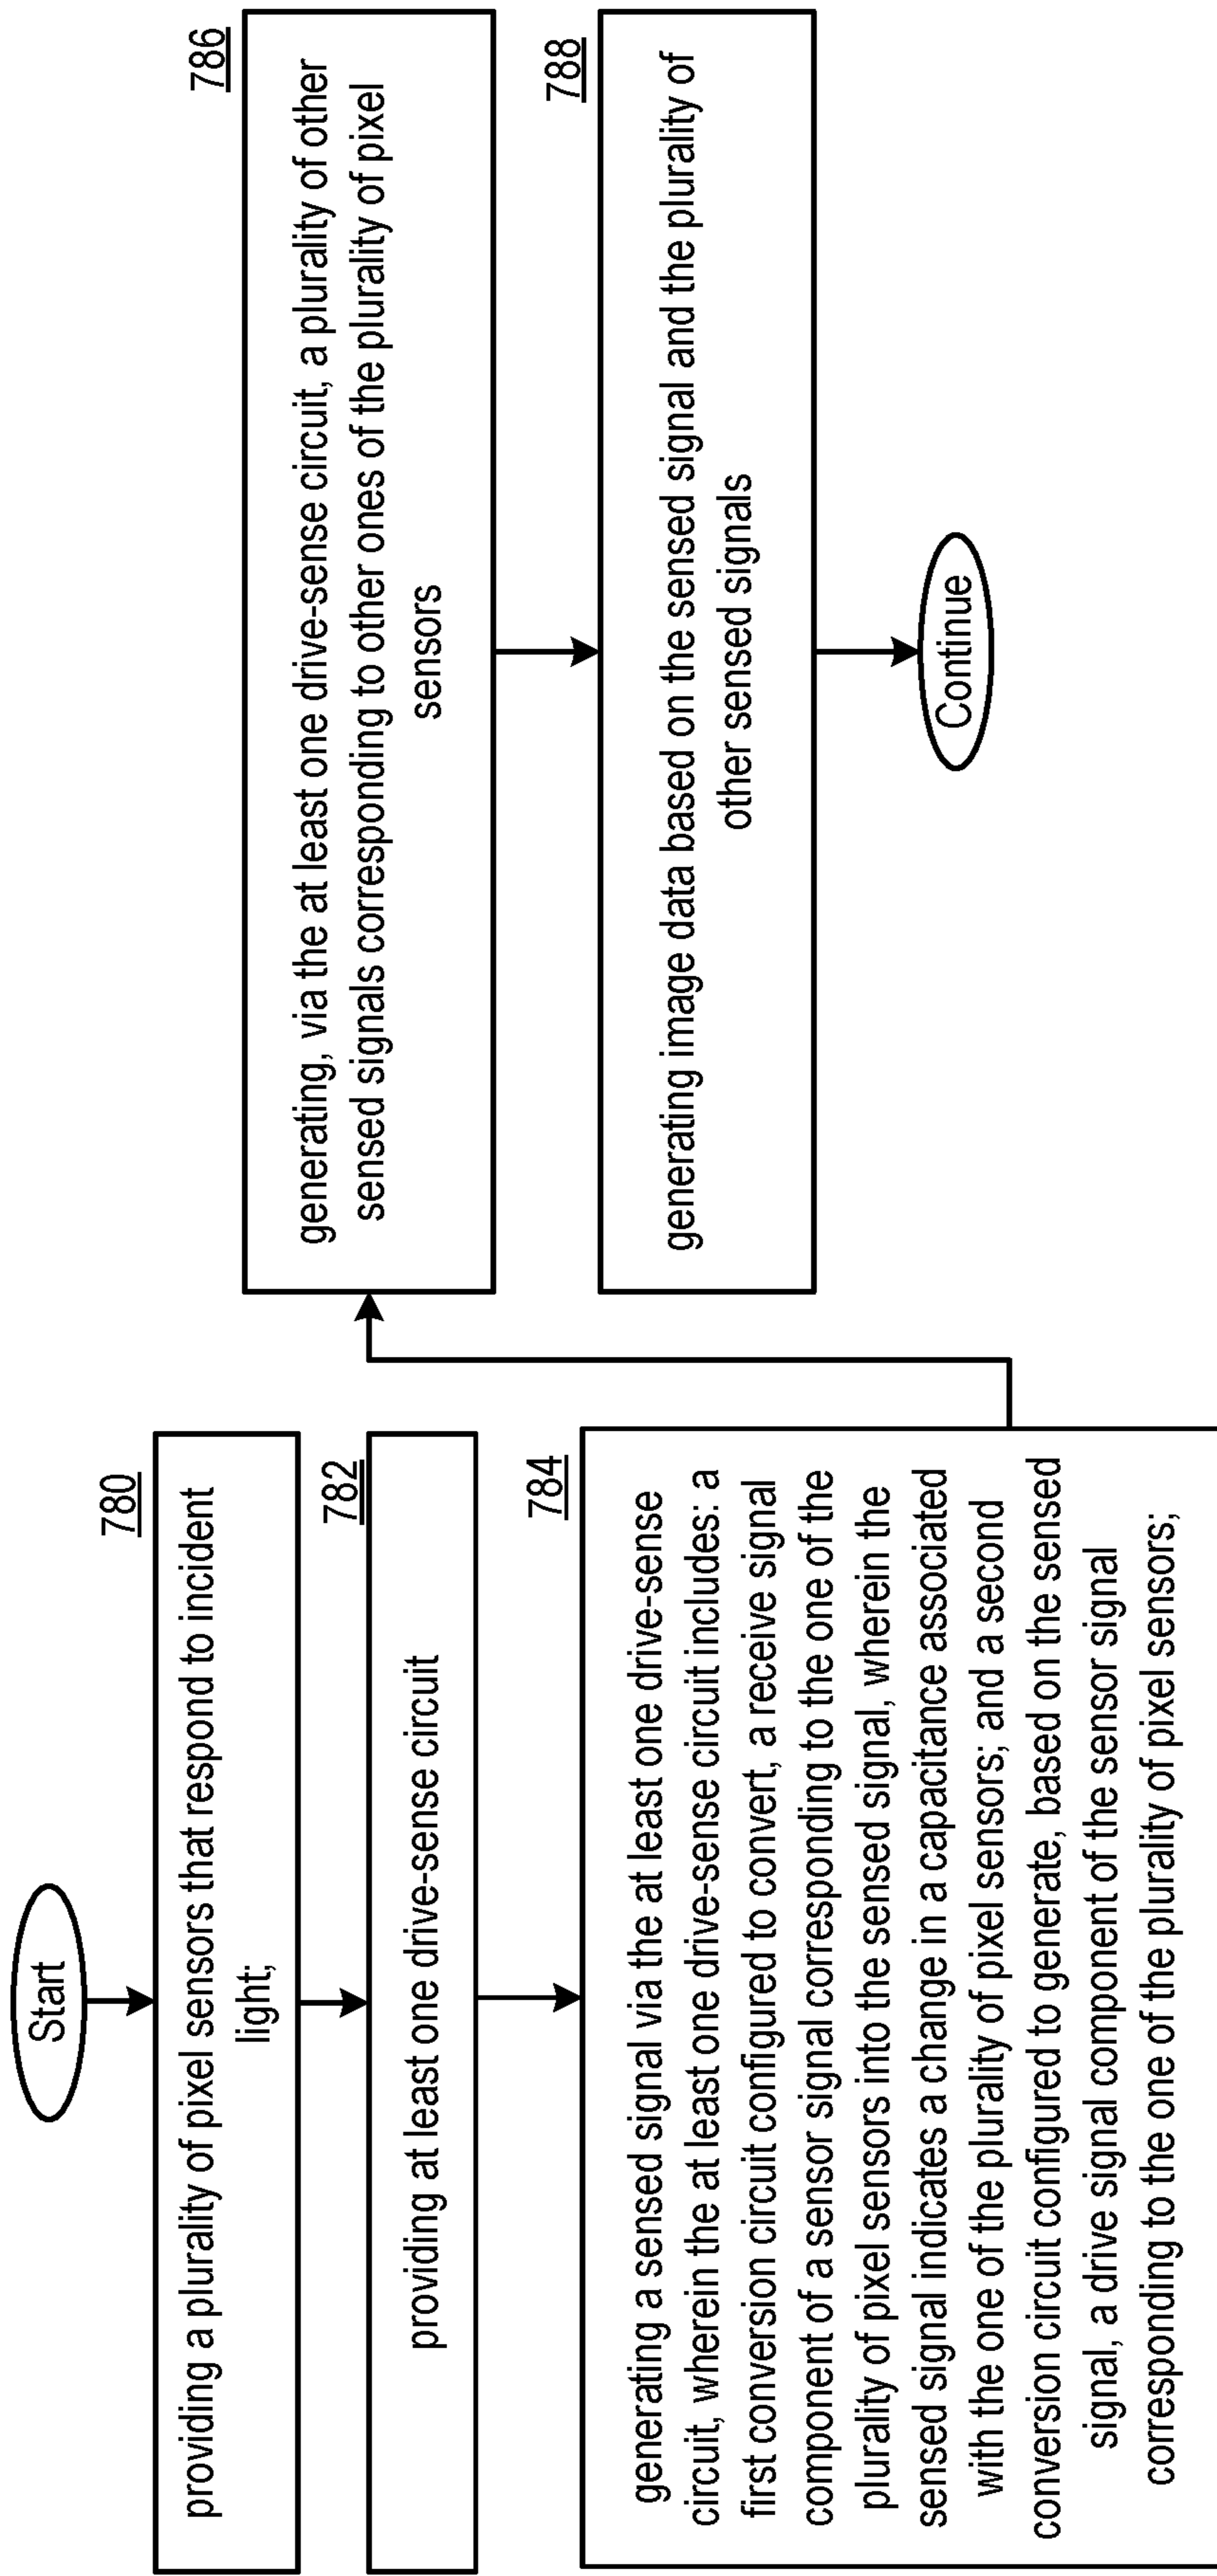 Start
780
providing a plurality of pixel sensors that respond to incident
light;
782
providing at least one drive-sense circuit
784
generating a sensed signal via the at least one drive-sense
circuit, wherein the at least one drive-sense circuit includes: a
first conversion circuit configured to convert, a receive signal
component of a sensor signal corresponding to the one of the
plurality of pixel sensors into the sensed signal, wherein the
sensed signal indicates a change in a capacitance associated
with the one of the plurality of pixel sensors; and a second
conversion circuit configured to generate, based on the sensed
signal, a drive signal component of the sensor signal
corresponding to the one of the plurality of pixel sensors;
786
generating, via the at least one drive-sense circuit, a plurality of other
sensed signals corresponding to other ones of the plurality of pixel
sensors
788
generating image data based on the sensed signal and the plurality of
other sensed signals
Continue